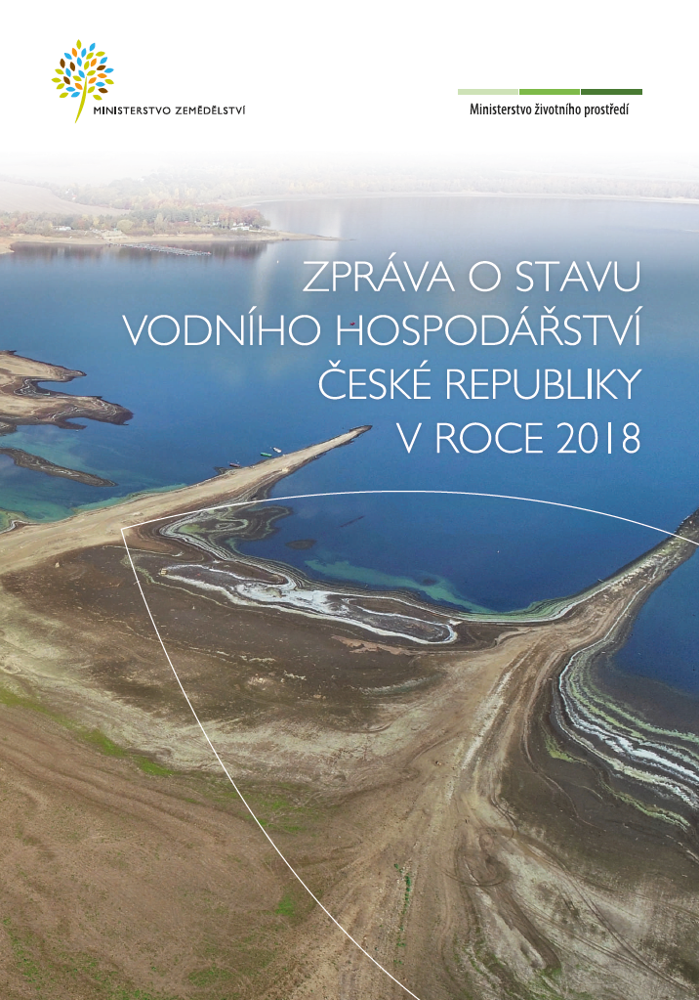 MINISTERSTVO ZEMĚDĚLSTVÍ
Ministerstvo životního prostředí
ZPRÁVA O STAVU
VODNÍHO HOSPODÁŘSTVÍ
ČESKÉ REPUBLIKY
V ROCE 2018